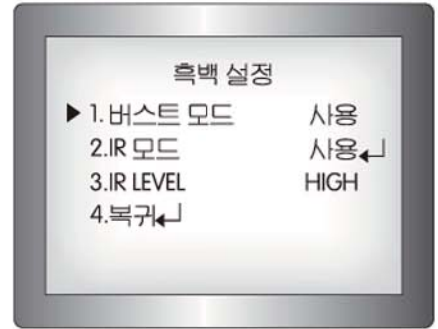 흑백 설정
▶ 1. 버스트 모드 사용
2.IR 모드 사용↵
3.IR LEVEL HIGH
4.복귀↵